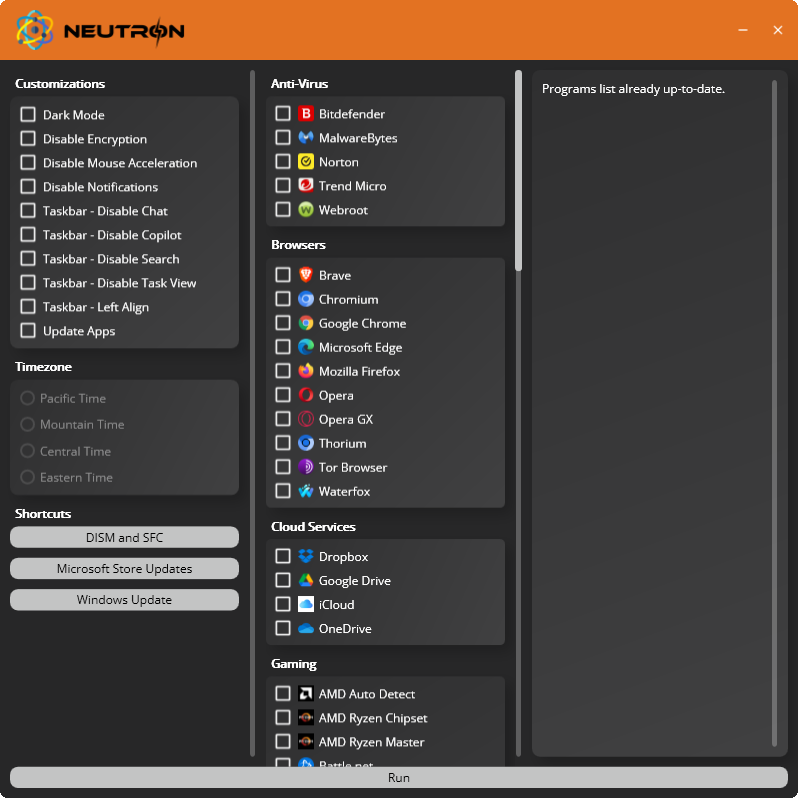 NEUTRON
Customizations
Dark Mode
Disable Encryption
Disable Mouse Acceleration
Disable Notifications
Taskbar - Disable Chat
Taskbar - Disable Copilot
Taskbar - Disable Search
Taskbar - Disable Task View
Taskbar - Left Align
Update Apps
Timezone
Pacific Time
Mountain Time
Central Time
Eastern Time
Shortcuts
DISM and SFC
Microsoft Store Updates
Windows Update
Anti-Virus
Bitdefender
MalwareBytes
Norton
Trend Micro
Webroot
Browsers
Brave
Chromium
Google Chrome
Microsoft Edge
Mozilla Firefox
Opera
Opera GX
Thorium
Tor Browser
Waterfox
Cloud Services
Dropbox
Google Drive
iCloud
OneDrive
Gaming
AMD Auto Detect
AMD Ryzen Chipset
AMD Ryzen Master
Battle.net
Programs list already up-to-date.
Run